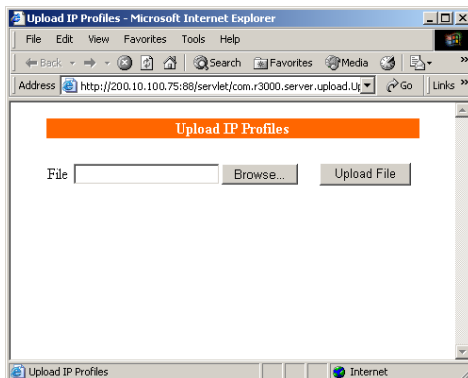 Upload IP Profiles - Microsoft Internet Explorer
File Edit View Favorites Tools Help
Back Search Favorites Media »
Address http://200.10.100.75:88/servlet/com.r3000.server.upload.Up Go Links »
Upload IP Profiles
File Browse... Upload File
Upload IP Profiles Internet